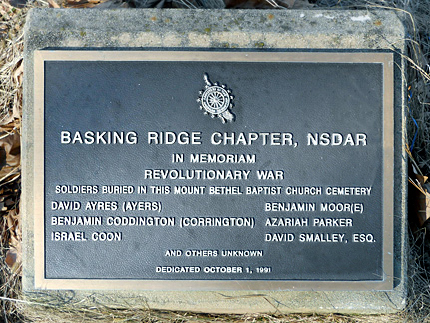 BASKING RIDGE CHAPTER, NSDAR
IN MEMORIAM
REVOLUTIONARY WAR
SOLDIERS BURIED IN THIS MOUNT BETHEL BAPTIST CHURCH CEMETERY
DAVID AYRES (AYERS) BENJAMIN MOOR(E)
BENJAMIN CODDINGTON (CORRINGTON) AZARIAH PARKER
ISRAEL COON DAVID SMALLEY, ESQ.
AND OTHERS UNKNOWN
DEDICATED OCTOBER 1, 1991